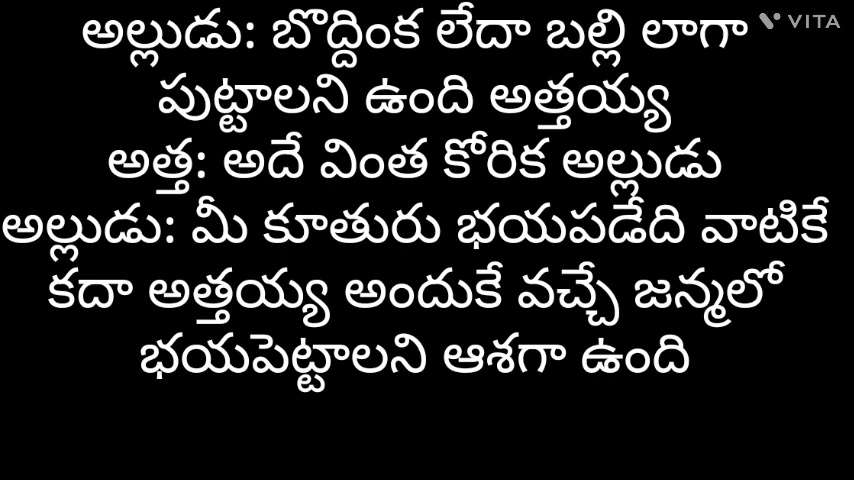 అల్లుడు: బొద్దింక లేదా బల్లి లాగా
VITA
పుట్టాలని ఉంది అత్తయ్య
అత్త: అదే వింత కోరిక అల్లుడు
అల్లుడు: మీ కూతురు భయపడేది వాటికే
కదా అత్తయ్య అందుకే వచ్చే జన్మలో
భయపెట్టాలని ఆశగా ఉంది